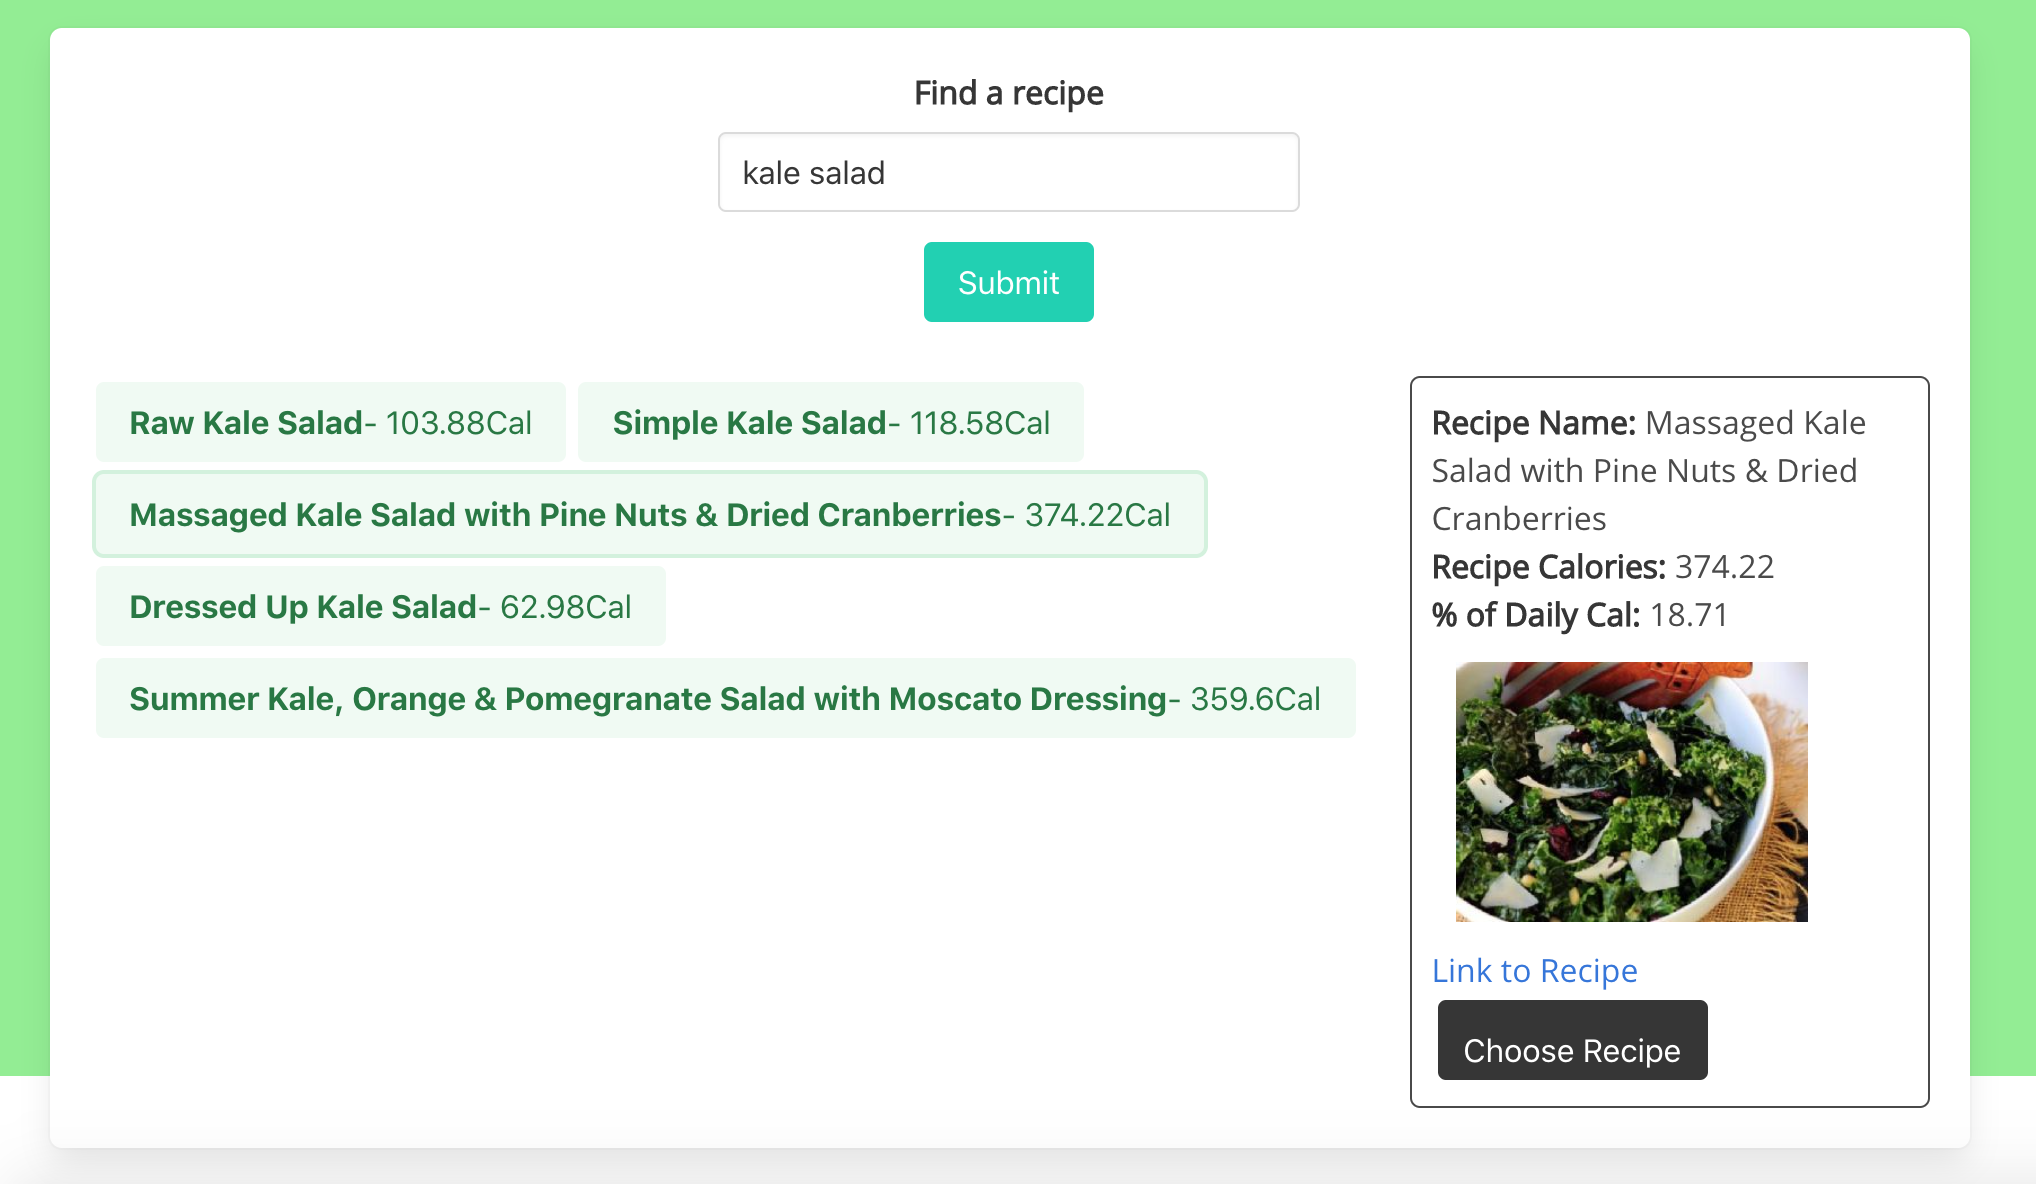 Find a recipe
kale salad
Submit
Raw Kale Salad- 103.88Cal
Simple Kale Salad- 118.58Cal
Massaged Kale Salad with Pine Nuts & Dried Cranberries- 374.22Cal
Dressed Up Kale Salad- 62.98Cal
Summer Kale, Orange & Pomegranate Salad with Moscato Dressing- 359.6Cal
Recipe Name: Massaged Kale
Salad with Pine Nuts & Dried
Cranberries
Recipe Calories: 374.22
% of Daily Cal: 18.71
Link to Recipe
Choose Recipe